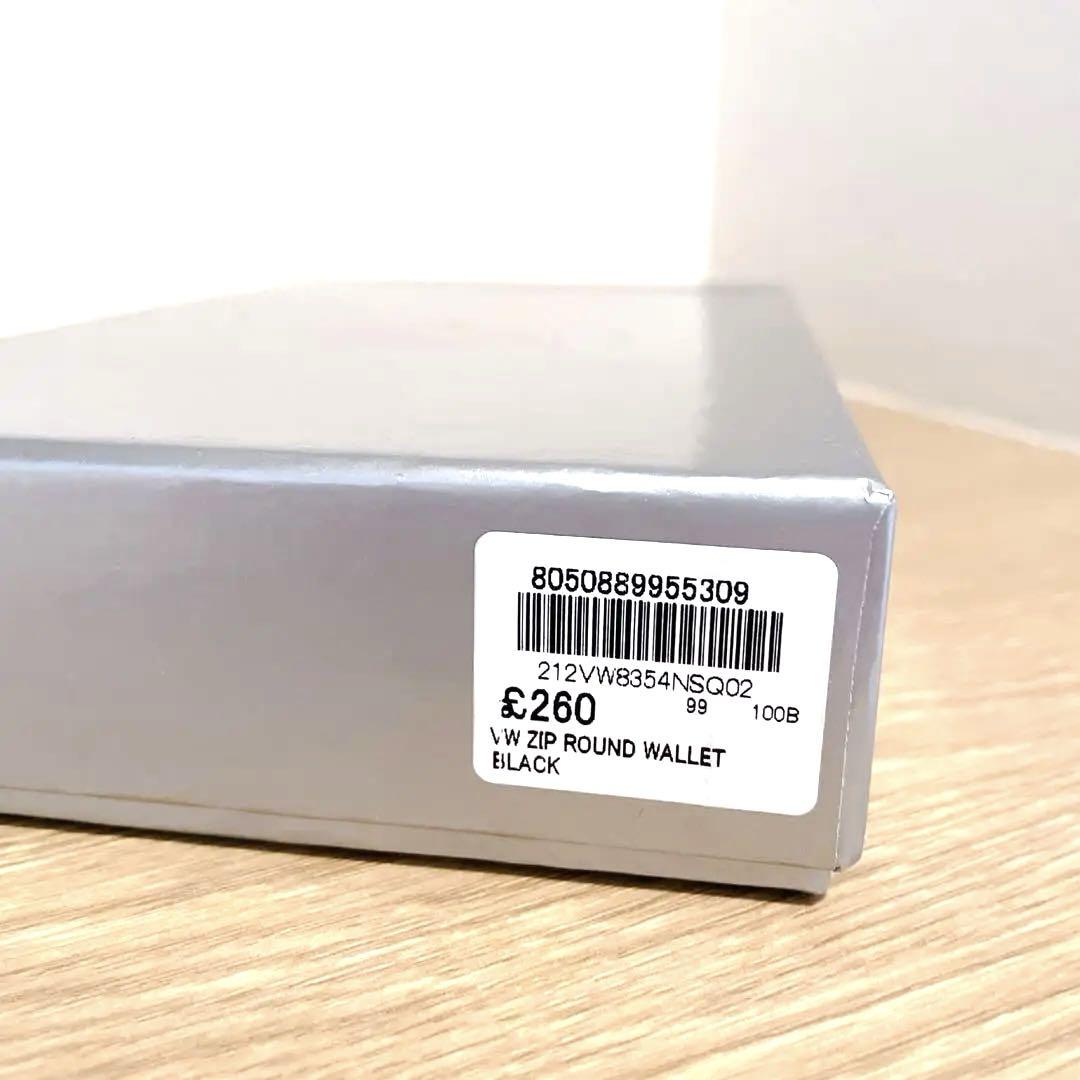 8050889955309
212VW8354NSQ02
£260 99 100B
VW ZIP ROUND WALLET
BLACK